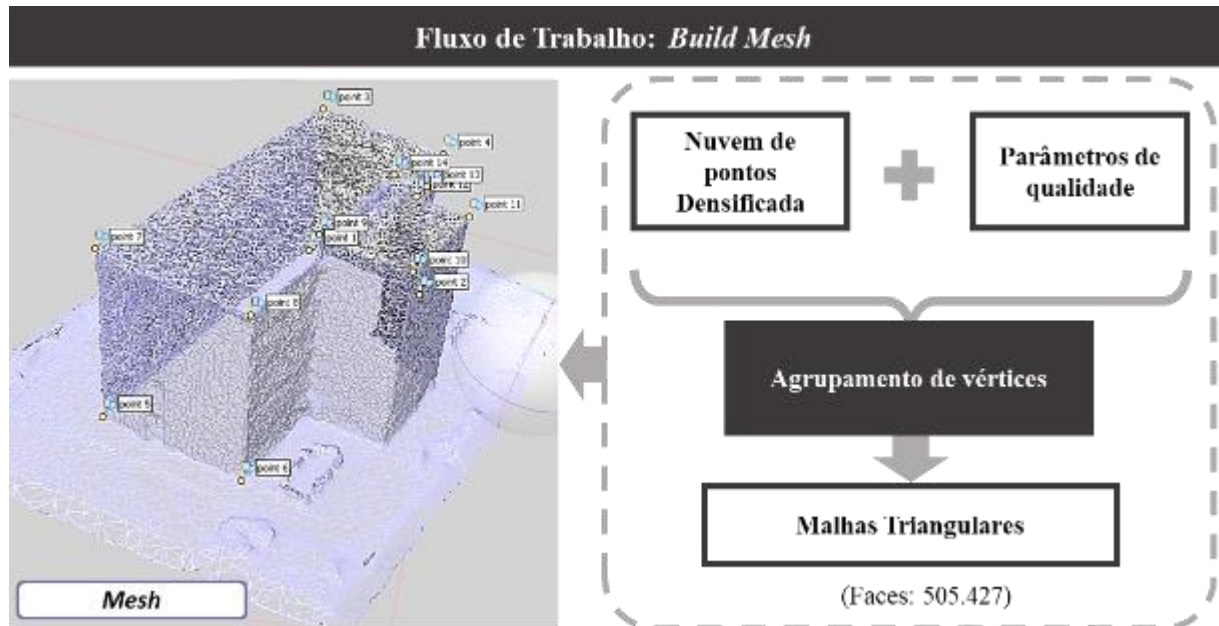 Fluxo de Trabalho: Build Mesh
point 3
point 4
point 14
point 13
point 12
point 11
point 7
point 9
point 1
point 10
point 2
point 8
point 5
point 6
Mesh
Nuvem de
pontos
Densificada
Parâmetros de
qualidade
Agrupamento de vértices
Malhas Triangulares
(Faces: 505.427)